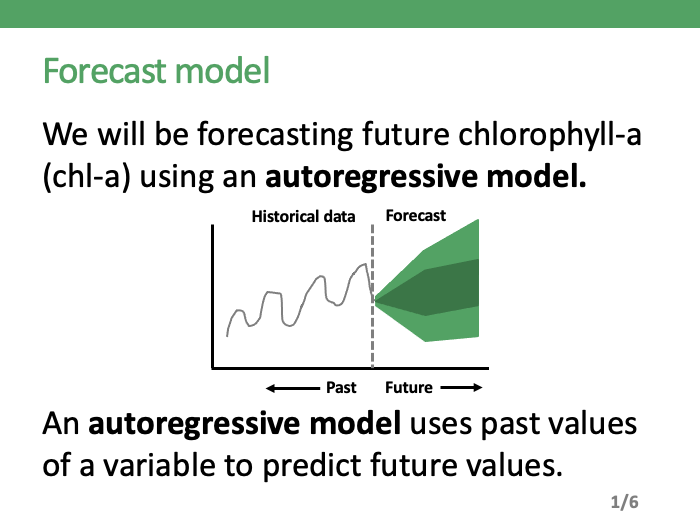 Forecast model
We will be forecasting future chlorophyll-a
(chl-a) using an autoregressive model.
Historical data
Forecast
Past
Future
An autoregressive model uses past values
of a variable to predict future values.
1/6